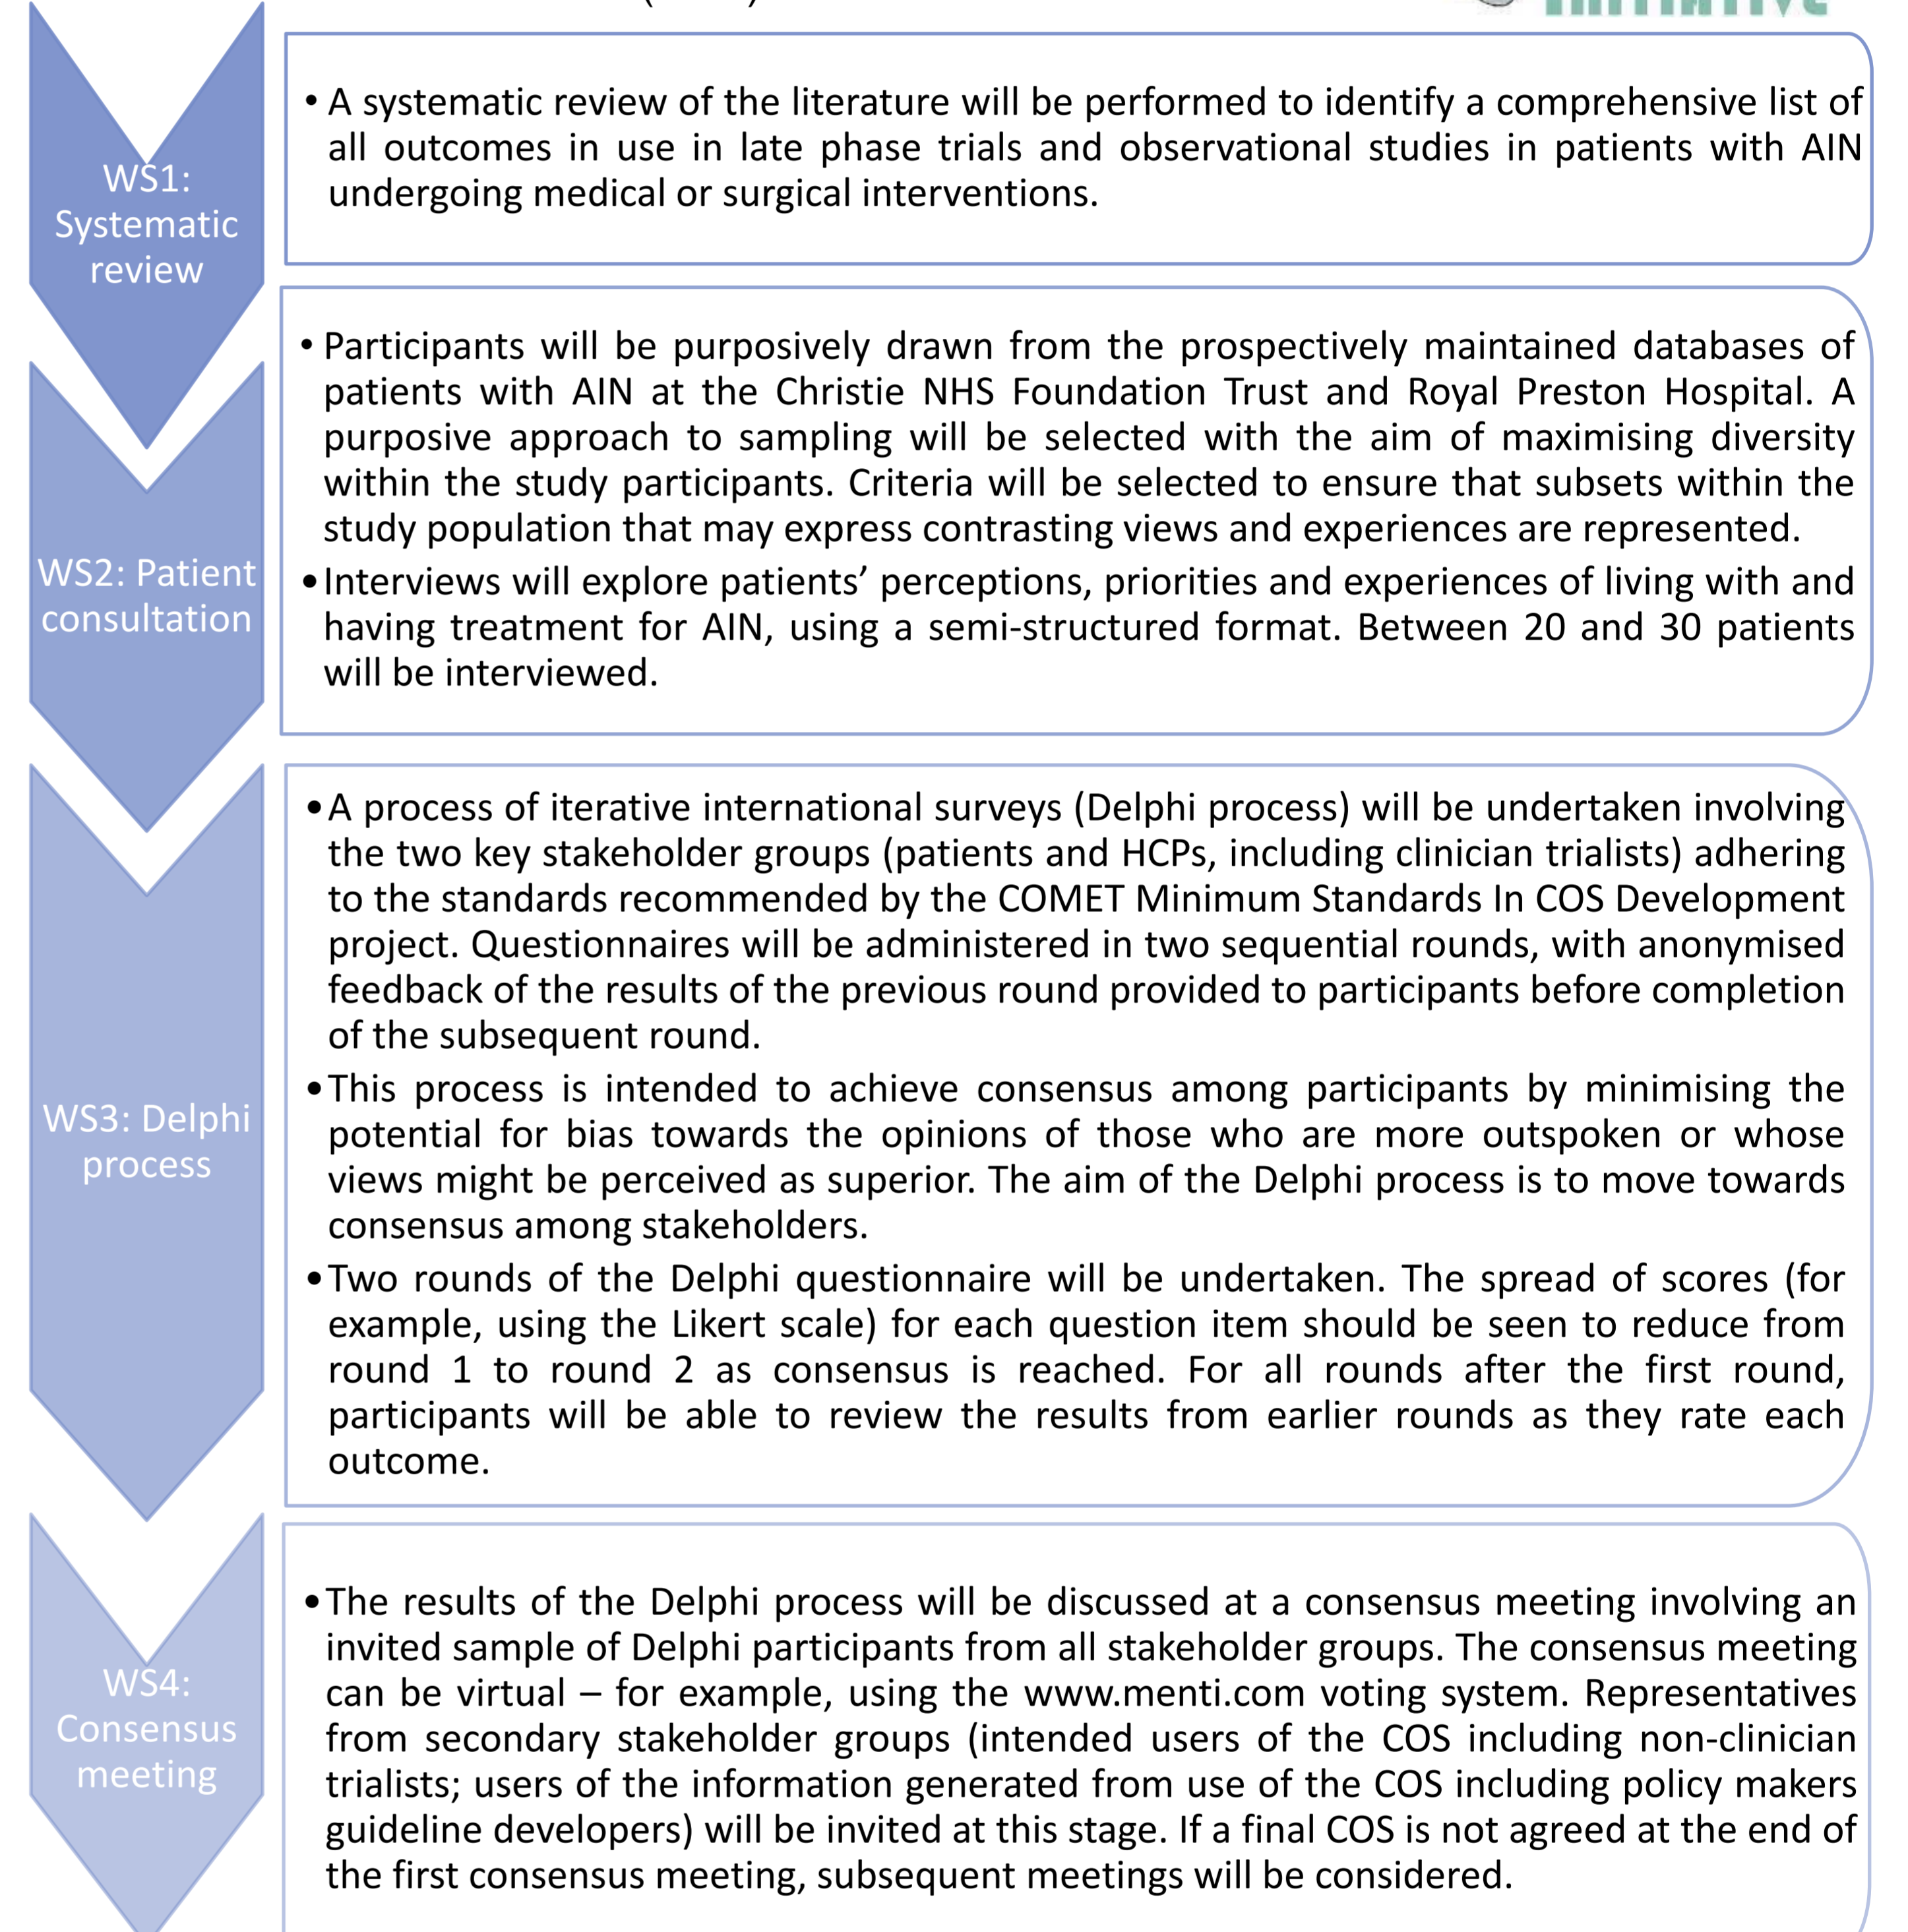 WS1:
Systematic
review
• A systematic review of the literature will be performed to identify a comprehensive list of
all outcomes in use in late phase trials and observational studies in patients with AIN
undergoing medical or surgical interventions.
WS2: Patient
consultation
• Participants will be purposively drawn from the prospectively maintained databases of
patients with AIN at the Christie NHS Foundation Trust and Royal Preston Hospital. A
purposive approach to sampling will be selected with the aim of maximising diversity
within the study participants. Criteria will be selected to ensure that subsets within the
study population that may express contrasting views and experiences are represented.
• Interviews will explore patients’ perceptions, priorities and experiences of living with and
having treatment for AIN, using a semi-structured format. Between 20 and 30 patients
will be interviewed.
WS3: Delphi
process
• A process of iterative international surveys (Delphi process) will be undertaken involving
the two key stakeholder groups (patients and HCPs, including clinician trialists) adhering
to the standards recommended by the COMET Minimum Standards In COS Development
project. Questionnaires will be administered in two sequential rounds, with anonymised
feedback of the results of the previous round provided to participants before completion
of the subsequent round.
• This process is intended to achieve consensus among participants by minimising the
potential for bias towards the opinions of those who are more outspoken or whose
views might be perceived as superior. The aim of the Delphi process is to move towards
consensus among stakeholders.
• Two rounds of the Delphi questionnaire will be undertaken. The spread of scores (for
example, using the Likert scale) for each question item should be seen to reduce from
round 1 to round 2 as consensus is reached. For all rounds after the first round,
participants will be able to review the results from earlier rounds as they rate each
outcome.
WS4:
Consensus
meeting
• The results of the Delphi process will be discussed at a consensus meeting involving an
invited sample of Delphi participants from all stakeholder groups. The consensus meeting
can be virtual – for example, using the www.menti.com voting system. Representatives
from secondary stakeholder groups (intended users of the COS including non-clinician
trialists; users of the information generated from use of the COS including policy makers
guideline developers) will be invited at this stage. If a final COS is not agreed at the end of
the first consensus meeting, subsequent meetings will be considered.